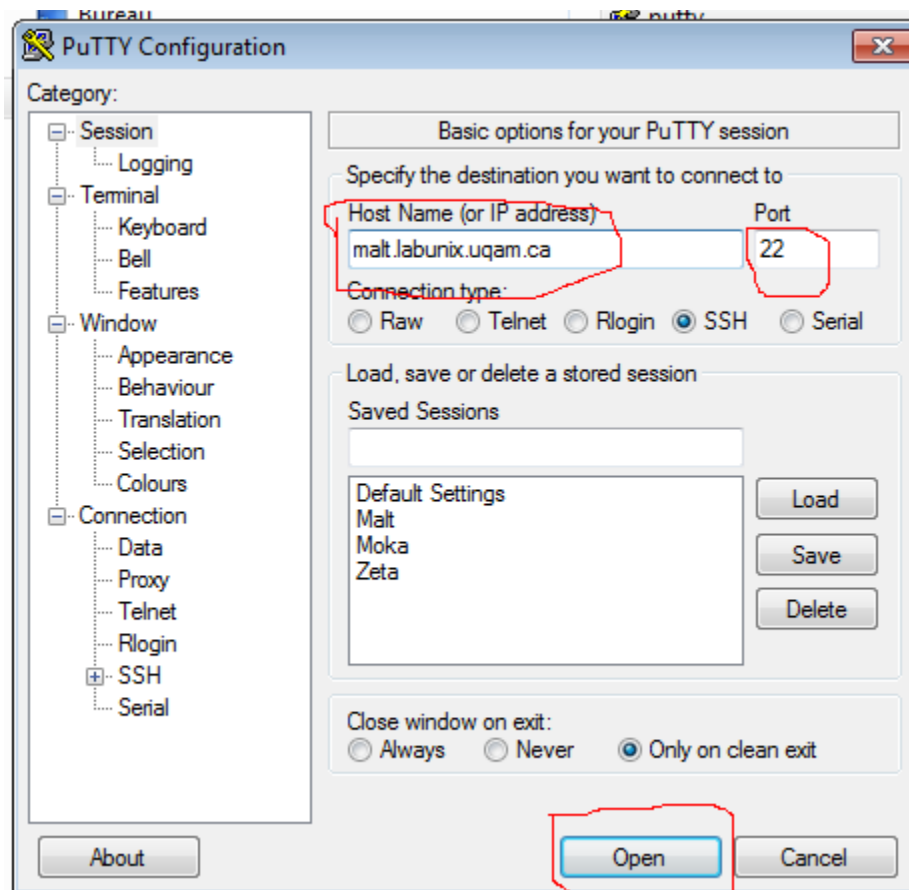 Bureau
putty
PuTTY Configuration
Category:
Session
Logging
Terminal
Keyboard
Bell
Features
Window
Appearance
Behaviour
Translation
Selection
Colours
Connection
Data
Proxy
Telnet
Rlogin
SSH
Serial
Basic options for your PuTTY session
Specify the destination you want to connect to
Host Name (or IP address) Port
malt.labunix.uqam.ca 22
Connection type:
Raw Telnet Rlogin SSH Serial
Load, save or delete a stored session
Saved Sessions
Default Settings
Malt
Moka
Zeta
Load
Save
Delete
Close window on exit:
Always Never Only on clean exit
About Open Cancel